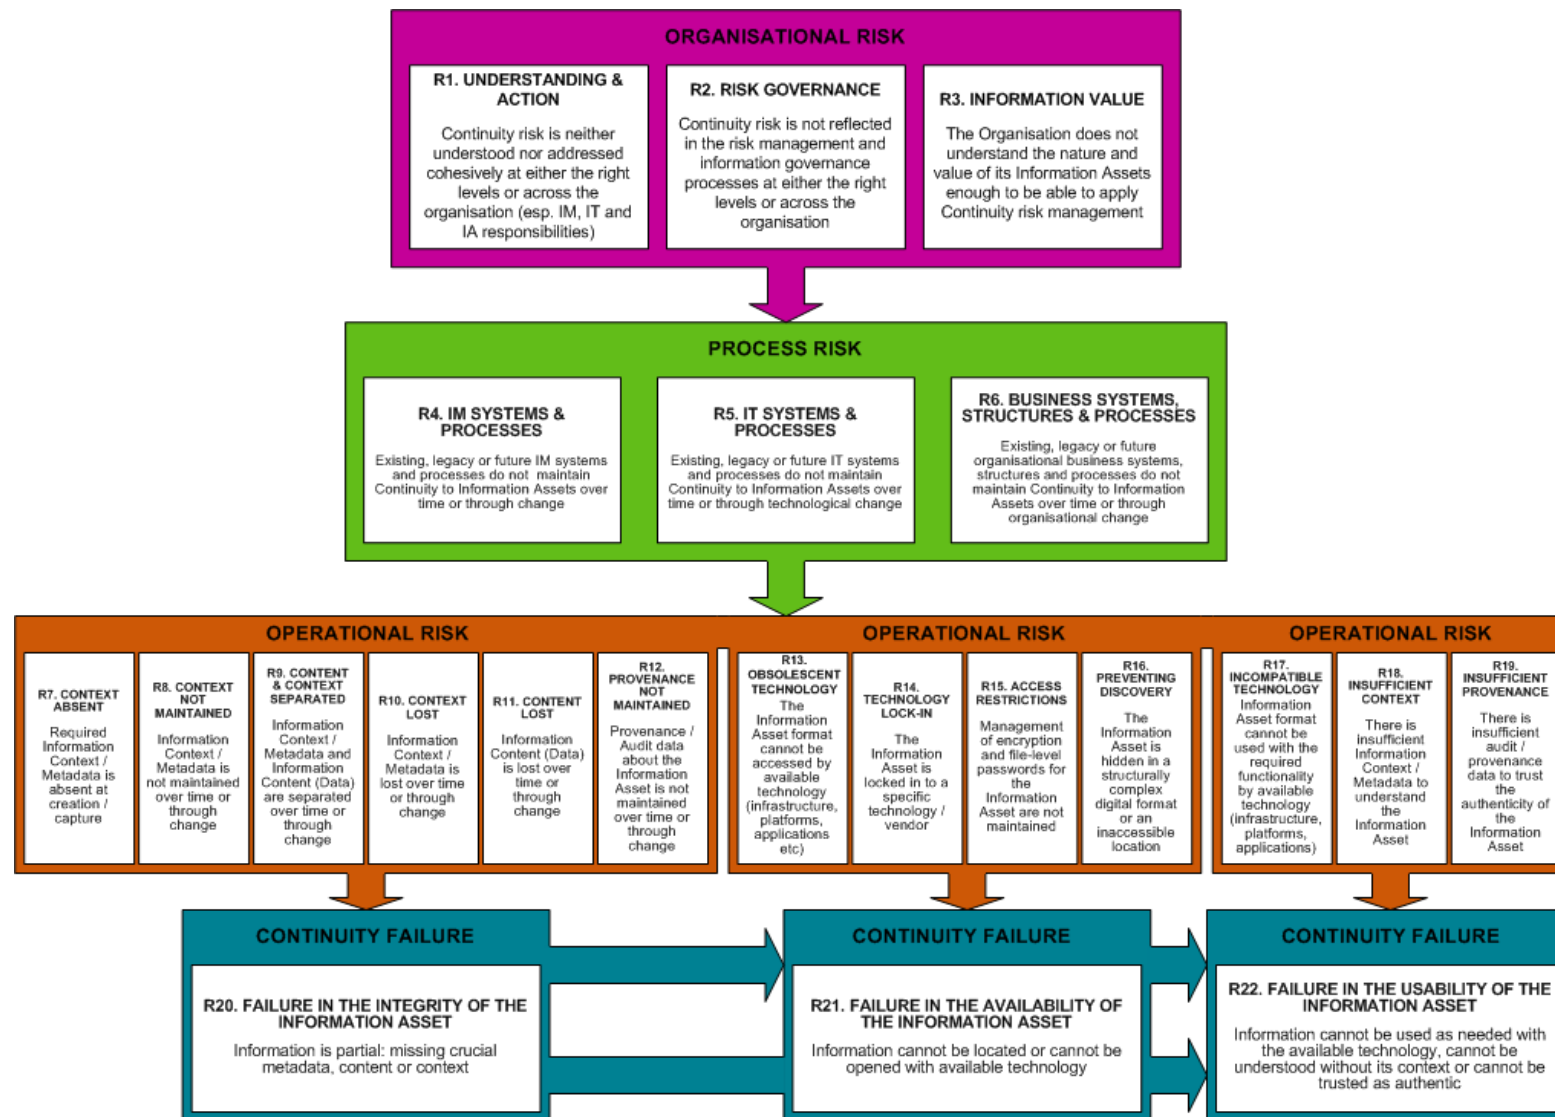 ORGANISATIONAL RISK
R1. UNDERSTANDING &
ACTION
Continuity risk is neither
understood nor addressed
cohesively at either the right
levels or across the
organisation (esp. IM, IT and
IA responsibilities)
R2. RISK GOVERNANCE
Continuity risk is not reflected
in the risk management and
information governance
processes at either the right
levels or across the
organisation
R3. INFORMATION VALUE
The Organisation does not
understand the nature and
value of its Information Assets
enough to be able to apply
Continuity risk management
PROCESS RISK
R4. IM SYSTEMS &
PROCESSES
Existing, legacy or future IM systems
and processes do not maintain
Continuity to Information Assets over
time or through change
R5. IT SYSTEMS &
PROCESSES
Existing, legacy or future IT systems
and processes do not maintain
Continuity to Information Assets over
time or through technological change
R6. BUSINESS SYSTEMS,
STRUCTURES & PROCESSES
Existing, legacy or future
organisational business systems,
structures and processes do not
maintain Continuity to Information
Assets over time or through
organisational change
OPERATIONAL RISK
R7. CONTEXT
ABSENT
Required
Information
Context /
Metadata is
absent at
creation /
capture
R8. CONTEXT
NOT
MAINTAINED
Information
Context /
Metadata is
not maintained
over time or
through
change
R9. CONTENT
& CONTEXT
SEPARATED
Information
Context /
Metadata and
Information
Content (Data)
are separated
over time or
through
change
R10. CONTEXT
LOST
Information
Context /
Metadata is
lost over time
or through
change
R11. CONTENT
LOST
Information
Content (Data)
is lost over
time or
through
change
R12.
PROVENANCE
NOT
MAINTAINED
Provenance /
Audit data
about the
Information
Asset is not
maintained
over time or
through
change
OPERATIONAL RISK
R13.
OBSOLESCENT
TECHNOLOGY
The
Information
Asset format
cannot be
accessed by
available
technology
(infrastructure,
platforms,
applications
etc)
R14.
TECHNOLOGY
LOCK-IN
The
Information
Asset is
locked in to a
specific
technology /
vendor
R15. ACCESS
RESTRICTIONS
Management
of encryption
and file-level
passwords for
the
Information
Asset are not
maintained
R16.
PREVENTING
DISCOVERY
The
Information
Asset is
hidden in a
structurally
complex
digital format
or an
inaccessible
location
OPERATIONAL RISK
R17.
INCOMPATIBLE
TECHNOLOGY
Information
Asset format
cannot be
used with the
required
functionality
by available
technology
(infrastructure,
platforms,
applications)
R18.
INSUFFICIENT
CONTEXT
There is
insufficient
Information
Context /
Metadata to
understand
the
Information
Asset
R19.
INSUFFICIENT
PROVENANCE
There is
insufficient
audit /
provenance
data to trust
the
authenticity of
the
Information
Asset
CONTINUITY FAILURE
R20. FAILURE IN THE INTEGRITY OF THE
INFORMATION ASSET
Information is partial: missing crucial
metadata, content or context
CONTINUITY FAILURE
R21. FAILURE IN THE AVAILABILITY OF
THE INFORMATION ASSET
Information cannot be located or cannot be
opened with available technology
CONTINUITY FAILURE
R22. FAILURE IN THE USABILITY OF THE
INFORMATION ASSET
Information cannot be used as needed with
the available technology, cannot be
understood without its context or cannot be
trusted as authentic